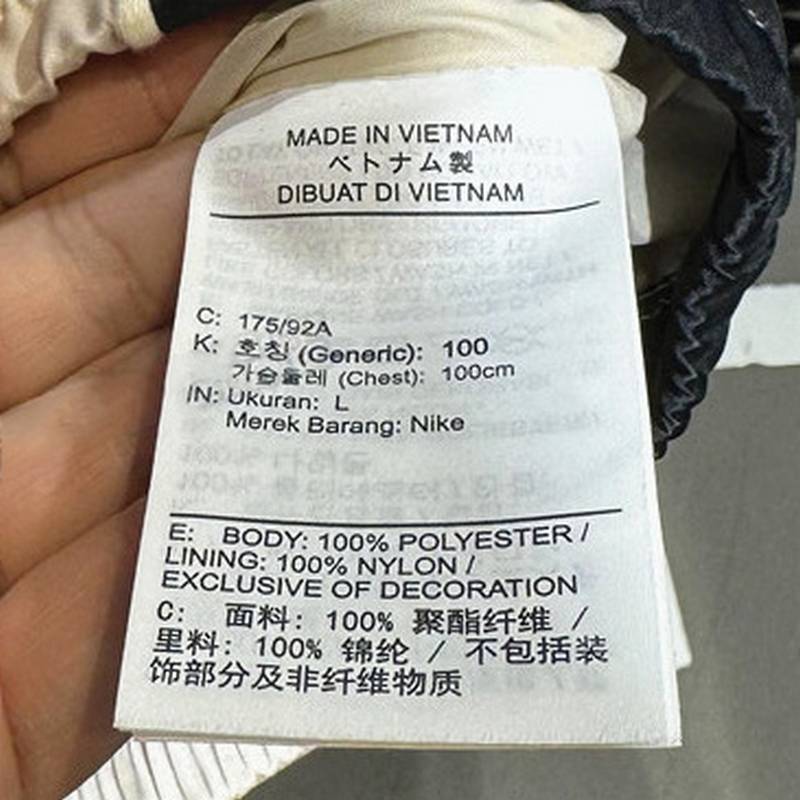 MADE IN VIETNAM
ベトナム製
DIBUAT DI VIETNAM
C: 175/92A
K: 호칭 (Generic): 100
가슴둘레 (Chest): 100cm
IN: Ukuran: L
Merek Barang: Nike
E: BODY: 100% POLYESTER /
LINING: 100% NYLON /
EXCLUSIVE OF DECORATION
C: 面料: 100% 聚酯纤维 /
里料: 100% 锦纶 / 不包括装
饰部分及非纤维物质